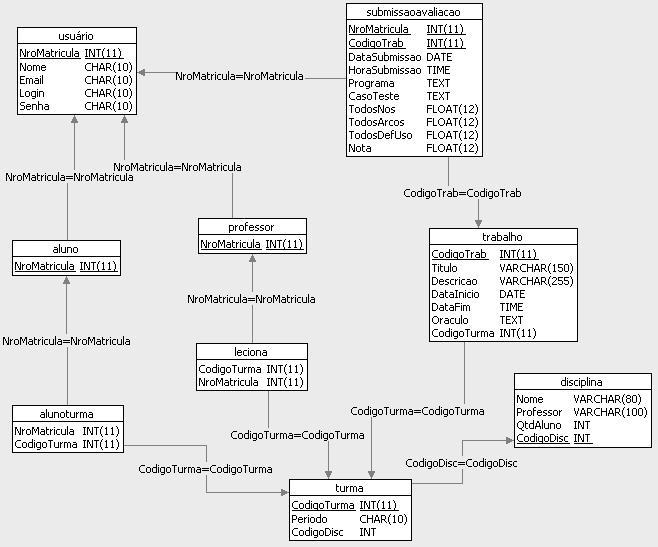 submissaoavaliacao
NroMatricula INT(11)
CodigoTrab INT(11)
DataSubmissao DATE
HoraSubmissao TIME
Programa TEXT
CasoTeste TEXT
TodosNos FLOAT(12)
TodosArcos FLOAT(12)
TodosDefUso FLOAT(12)
Nota FLOAT(12)
usuário
NroMatricula INT(11)
Nome CHAR(10)
Email CHAR(10)
Login CHAR(10)
Senha CHAR(10)
NroMatricula=NroMatricula
NroMatricula=NroMatricula
NroMatricula=NroMatricula
CodigoTrab=CodigoTrab
professor
NroMatricula INT(11)
aluno
NroMatricula INT(11)
trabalho
CodigoTrab INT(11)
Titulo VARCHAR(150)
Descricao VARCHAR(255)
DataInicio DATE
DataFim TIME
Oraculo TEXT
CodigoTurma INT(11)
NroMatricula=NroMatricula
NroMatricula=NroMatricula
leciona
CodigoTurma INT(11)
NroMatricula INT(11)
disciplina
Nome VARCHAR(80)
Professor VARCHAR(100)
QtdAluno INT
CodigoDisc INT
alunoturma
NroMatricula INT(11)
CodigoTurma INT(11)
CodigoTurma=CodigoTurma
CodigoTurma=CodigoTurma
CodigoTurma=CodigoTurma
CodigoDisc=CodigoDisc
turma
CodigoTurma INT(11)
Periodo CHAR(10)
CodigoDisc INT